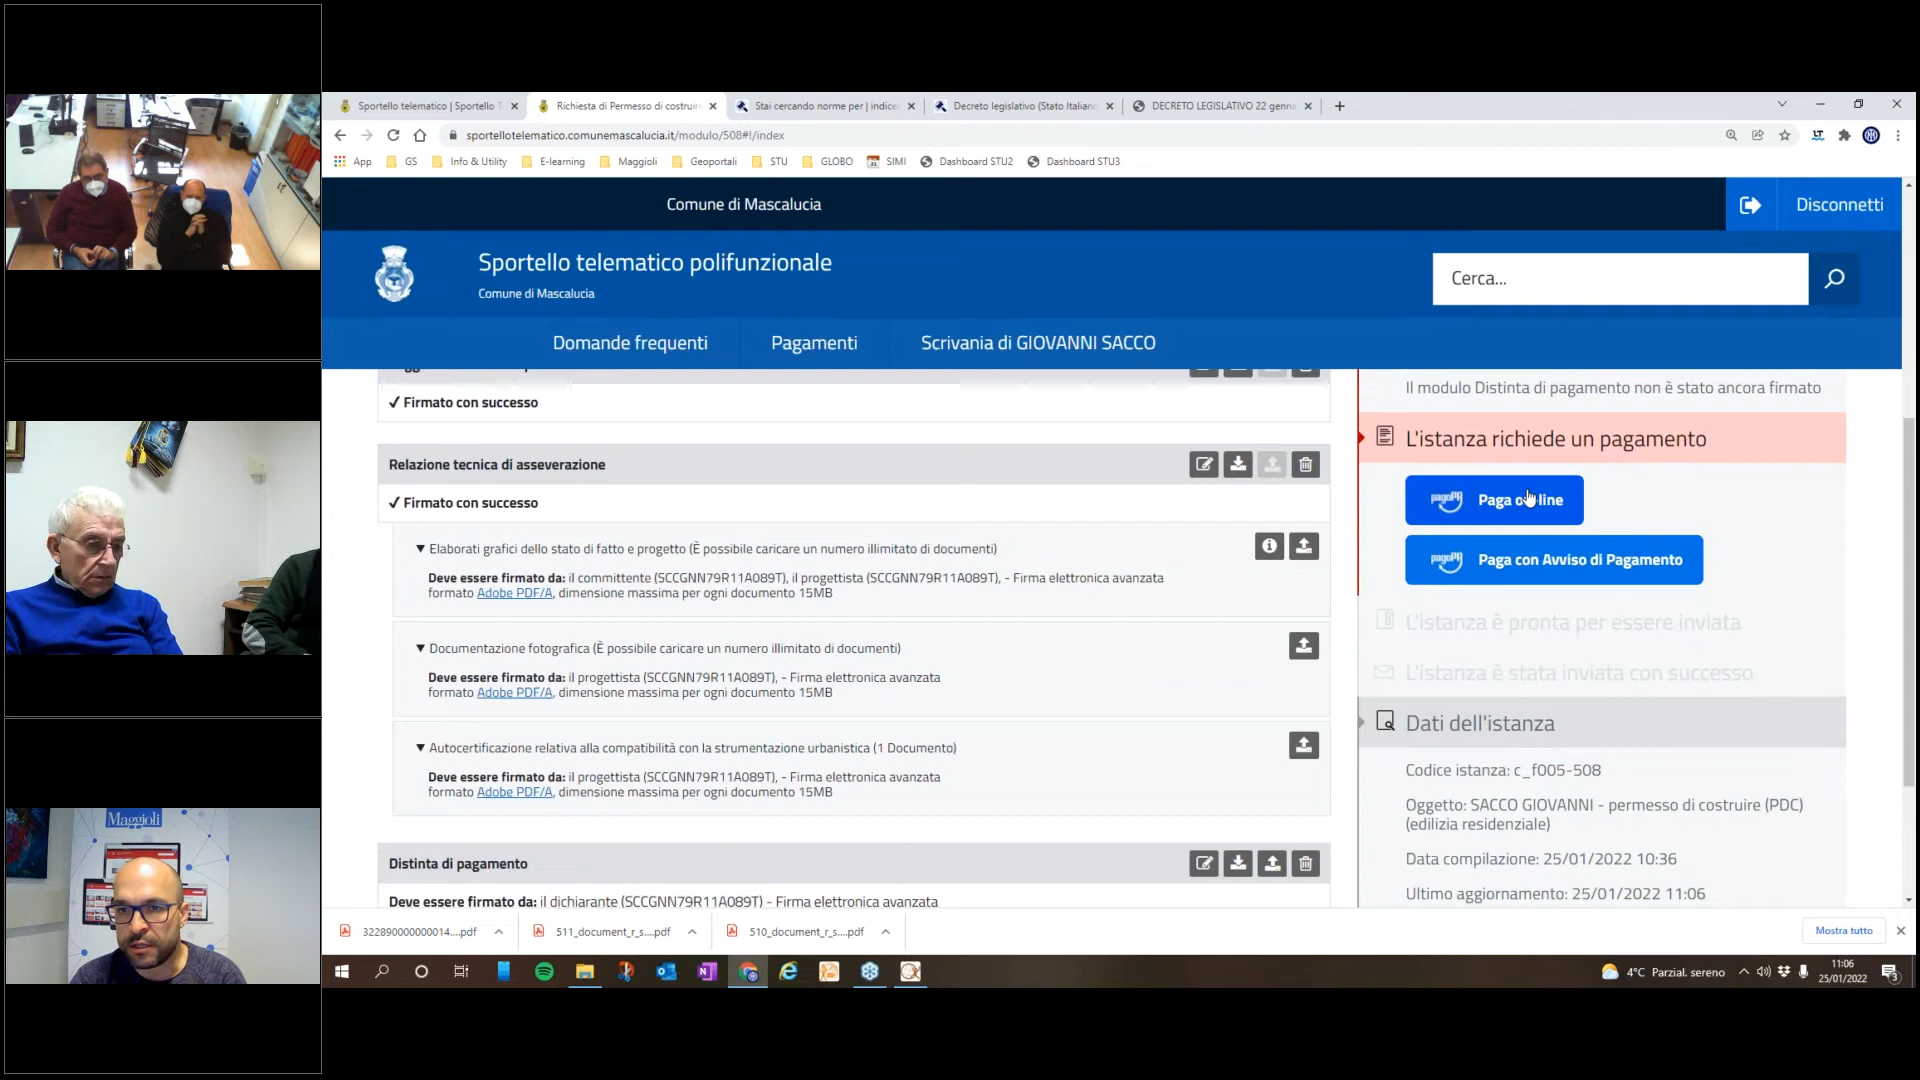 Sportello telematico | Sportello T
Richiesta di Permesso di costruire
Stai cercando norme per | indice
Decreto legislativo (Stato Italiano
DECRETO LEGISLATIVO 22 genna
sportellotelematico.comunemascalucia.it/modulo/508#!/index
App
GS
Info & Utility
E-learning
Maggioli
Geoportali
STU
GLOBO
SIMI
Dashboard STU2
Dashboard STU3
Comune di Mascalucia
Disconnetti
Sportello telematico polifunzionale
Comune di Mascalucia
Cerca...
Domande frequenti
Pagamenti
Scrivania di GIOVANNI SACCO
✓ Firmato con successo
Relazione tecnica di asseverazione
✓ Firmato con successo
▼ Elaborati grafici dello stato di fatto e progetto (È possibile caricare un numero illimitato di documenti)
Deve essere firmato da: il committente (SCCGNN79R11A089T), il progettista (SCCGNN79R11A089T), - Firma elettronica avanzata
formato Adobe PDF/A, dimensione massima per ogni documento 15MB
▼ Documentazione fotografica (È possibile caricare un numero illimitato di documenti)
Deve essere firmato da: il progettista (SCCGNN79R11A089T), - Firma elettronica avanzata
formato Adobe PDF/A, dimensione massima per ogni documento 15MB
▼ Autocertificazione relativa alla compatibilità con la strumentazione urbanistica (1 Documento)
Deve essere firmato da: il progettista (SCCGNN79R11A089T), - Firma elettronica avanzata
formato Adobe PDF/A, dimensione massima per ogni documento 15MB
Distinta di pagamento
Deve essere firmato da: il dichiarante (SCCGNN79R11A089T) - Firma elettronica avanzata
Il modulo Distinta di pagamento non è stato ancora firmato
L'istanza richiede un pagamento
pagoPA Paga online
pagoPA Paga con Avviso di Pagamento
L'istanza è pronta per essere inviata
L'istanza è stata inviata con successo
Dati dell'istanza
Codice istanza: c_f005-508
Oggetto: SACCO GIOVANNI - permesso di costruire (PDC)
(edilizia residenziale)
Data compilazione: 25/01/2022 10:36
Ultimo aggiornamento: 25/01/2022 11:06
322890000000014....pdf
511_document_r_s....pdf
510_document_r_s....pdf
Mostra tutto
4°C Parzial. sereno
11:06
25/01/2022
3
Maggioli